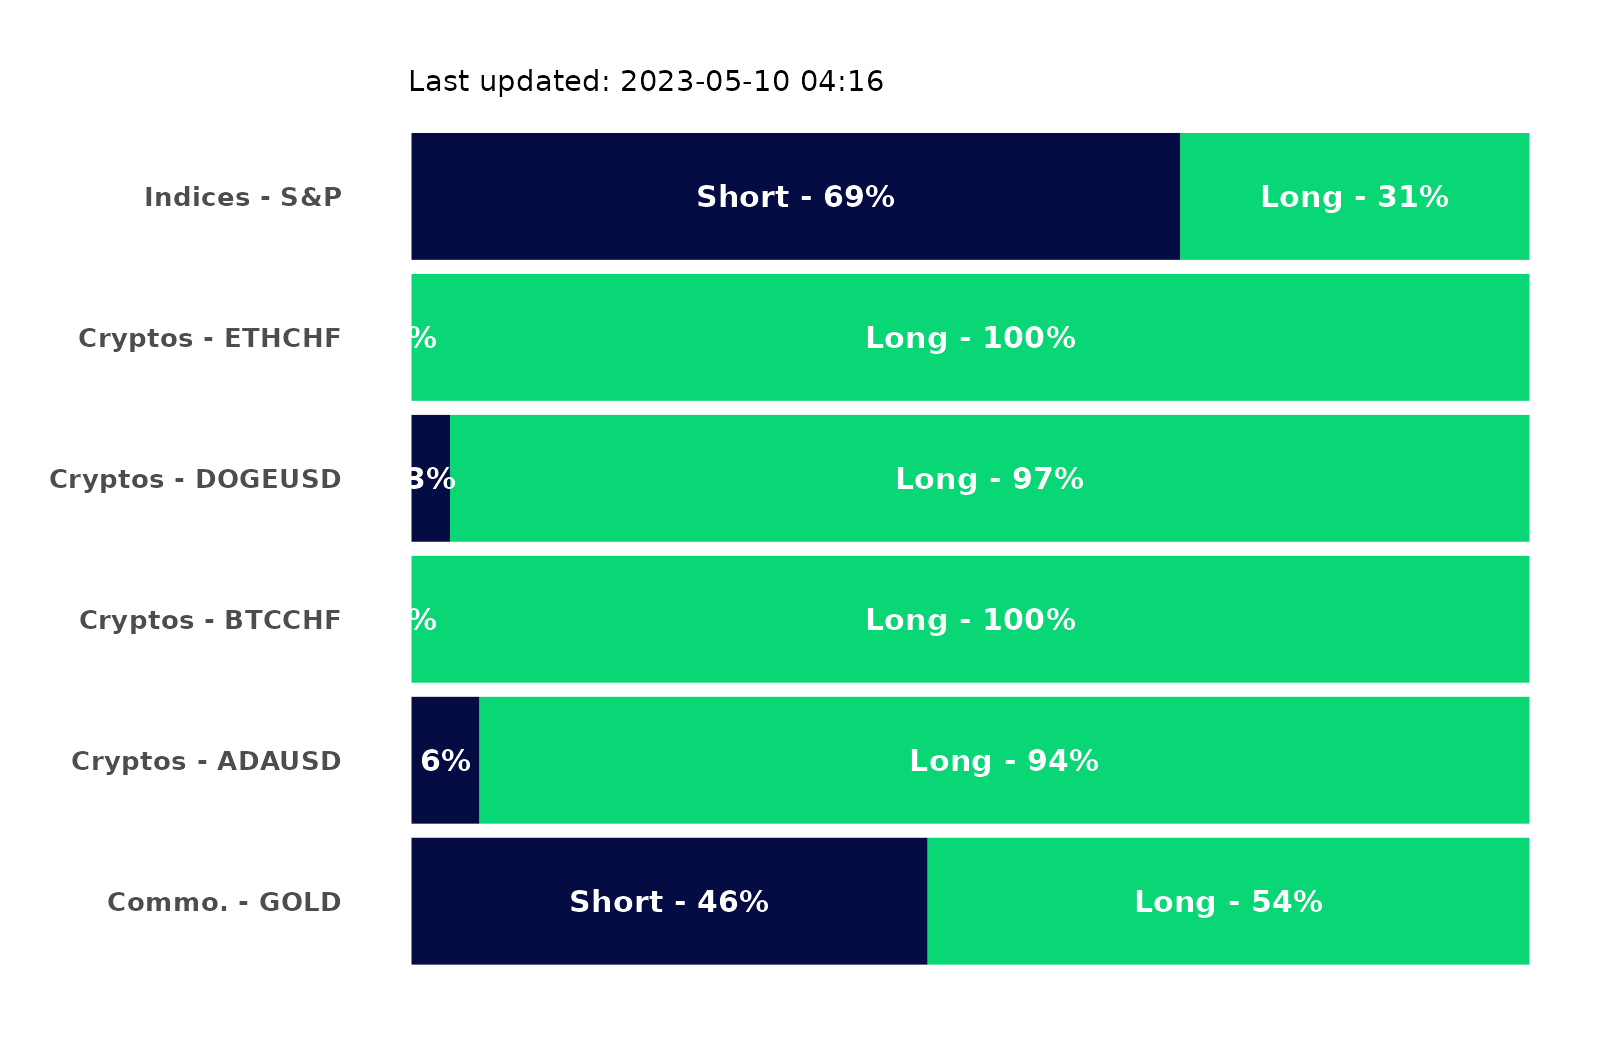 Last updated: 2023-05-10 04:16
Indices - S&P Short - 69% Long - 31%
Cryptos - ETHCHF % Long - 100%
Cryptos - DOGEUSD 3% Long - 97%
Cryptos - BTCCHF % Long - 100%
Cryptos - ADAUSD 6% Long - 94%
Commo. - GOLD Short - 46% Long - 54%